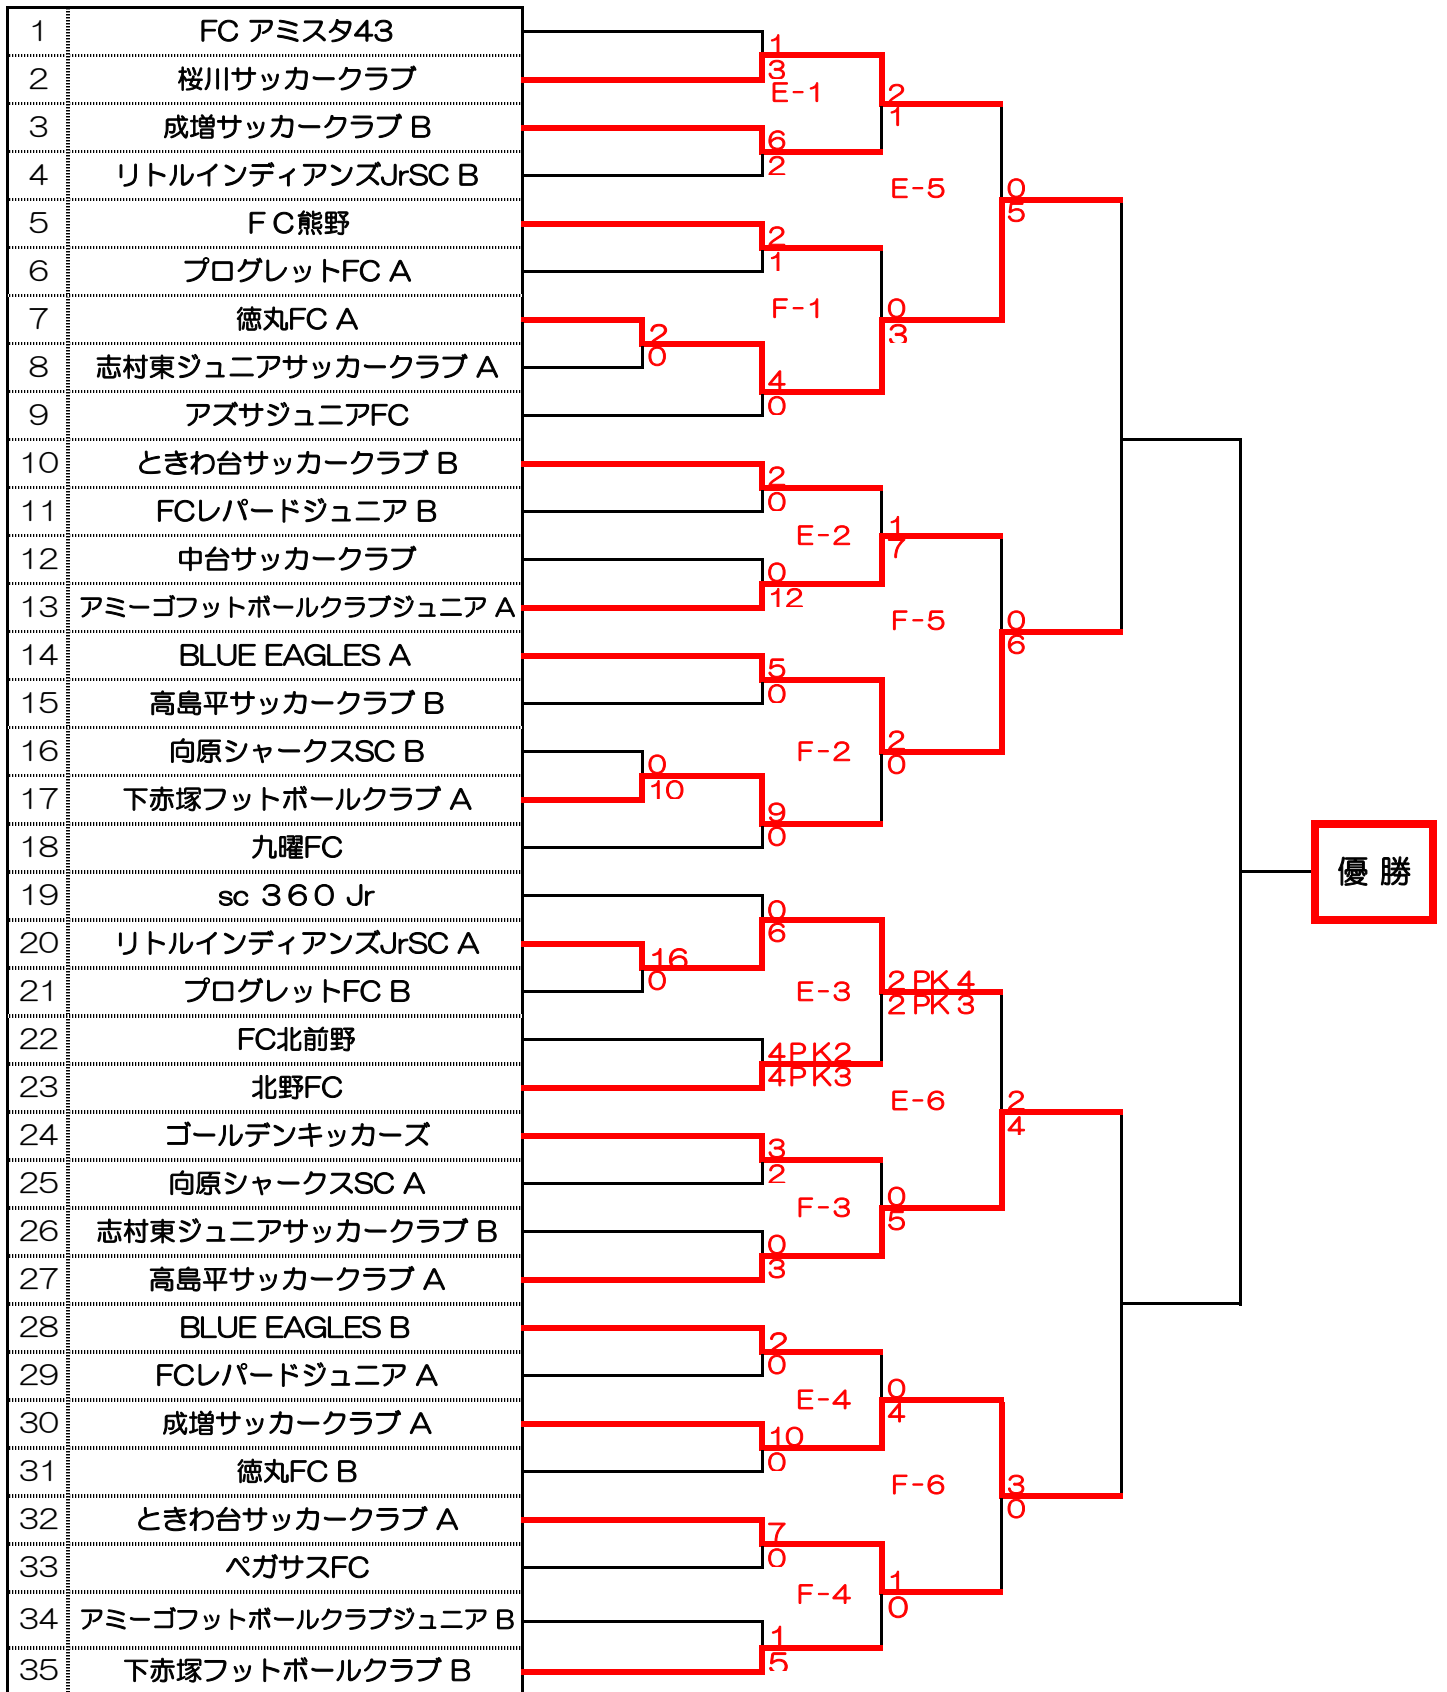 1 FC アミスタ43
2 桜川サッカークラブ
3 成増サッカークラブ B
4 リトルインディアンズJrSC B
5 ＦＣ熊野
6 プログレットFC A
7 徳丸FC A
8 志村東ジュニアサッカークラブ A
9 アズサジュニアFC
10 ときわ台サッカークラブ B
11 FCレパードジュニア B
12 中台サッカークラブ
13 アミーゴフットボールクラブジュニア A
14 BLUE EAGLES A
15 高島平サッカークラブ B
16 向原シャークスSC B
17 下赤塚フットボールクラブ A
18 九曜FC
19 sc ３６０ Jr
20 リトルインディアンズJrSC A
21 プログレットFC B
22 FC北前野
23 北野FC
24 ゴールデンキッカーズ
25 向原シャークスSC A
26 志村東ジュニアサッカークラブ B
27 高島平サッカークラブ A
28 BLUE EAGLES B
29 FCレパードジュニア A
30 成増サッカークラブ A
31 徳丸FC B
32 ときわ台サッカークラブ A
33 ペガサスFC
34 アミーゴフットボールクラブジュニア B
35 下赤塚フットボールクラブ B
2
0
0
10
16
0
1
3
E-1
6
2
2
1
F-1
4
0
2
0
E-2
0
12
5
0
F-2
9
0
0
6
E-3
4PK2
4PK3
3
2
F-3
0
3
2
0
E-4
10
0
7
0
F-4
1
5
2
1
E-5
0
3
1
7
F-5
2
0
2 PK 4
2 PK 3
E-6
0
5
0
4
F-6
1
0
0
5
0
6
2
4
3
0
優 勝